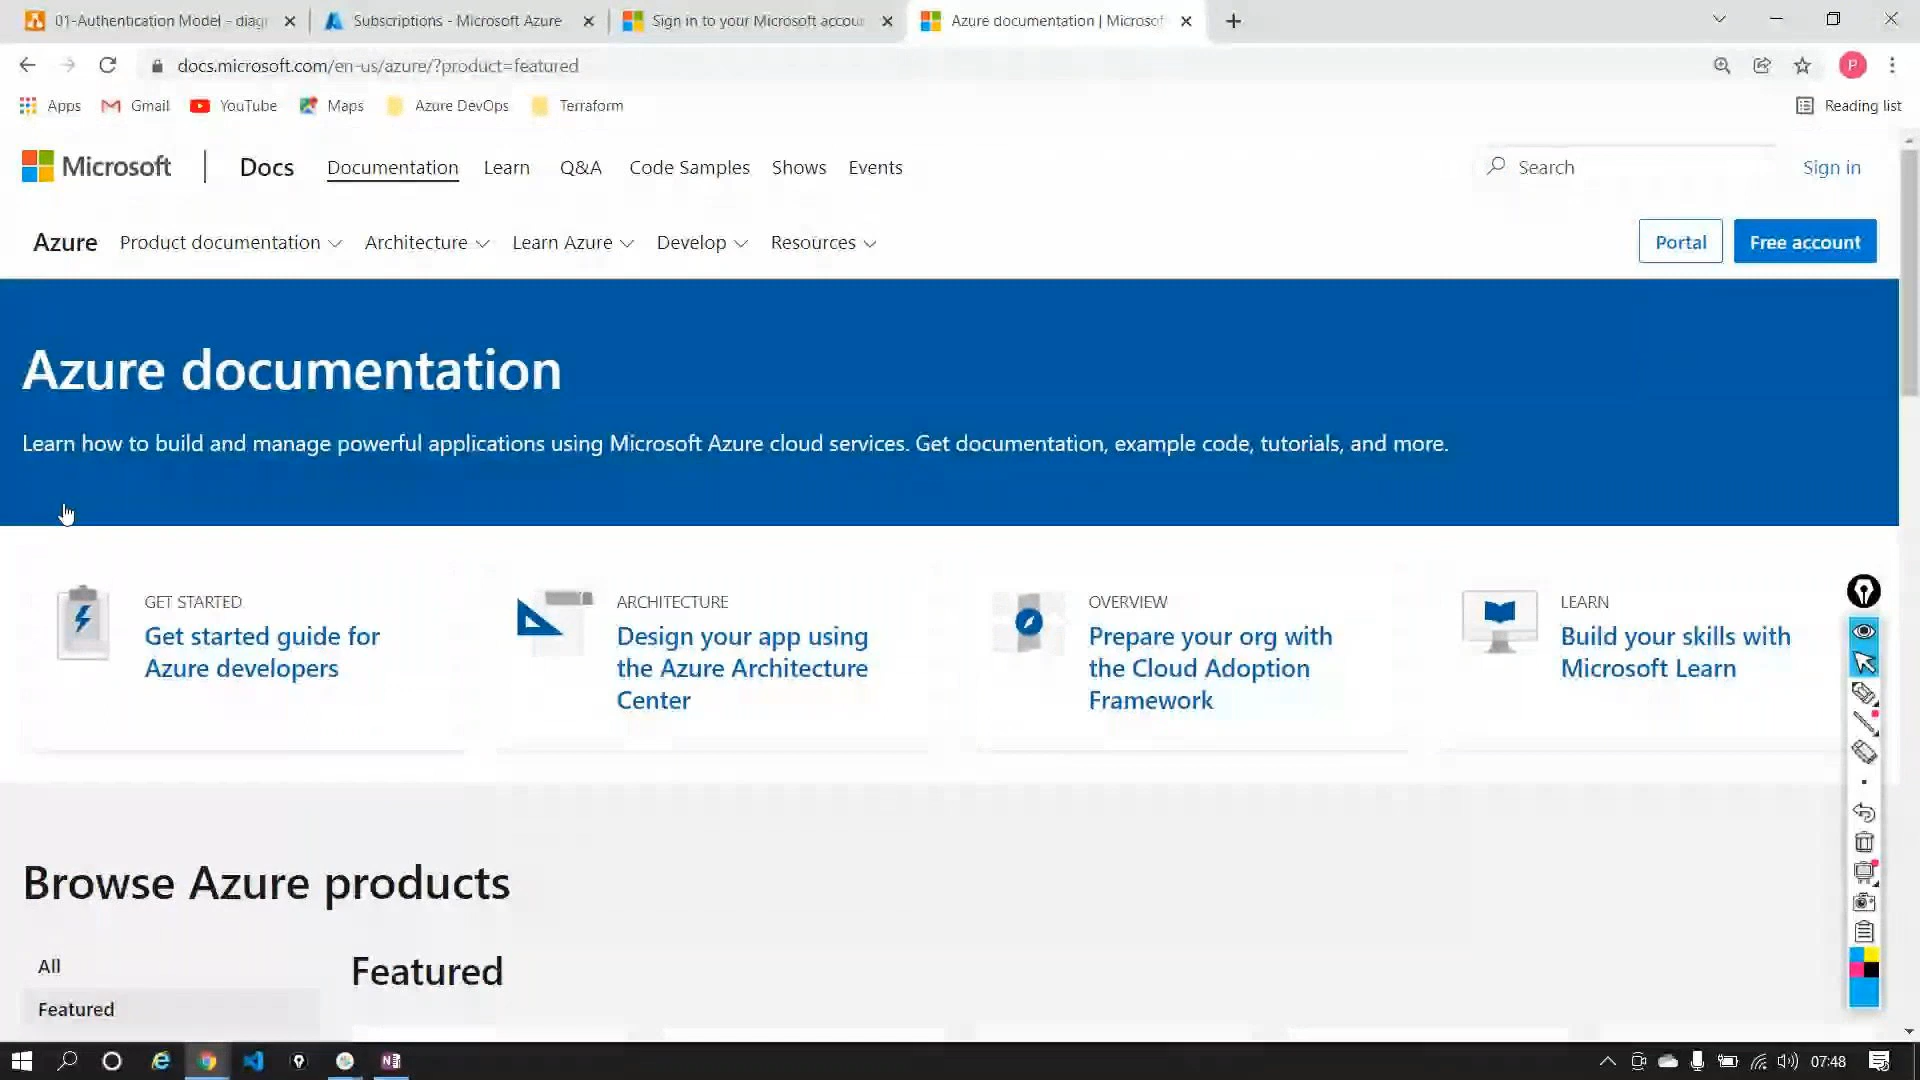 01-Authentication Model - diag
Subscriptions - Microsoft Azure
Sign in to your Microsoft accou
Azure documentation | Microsof
docs.microsoft.com/en-us/azure/?product=featured
P
Apps
Gmail
YouTube
Maps
Azure DevOps
Terraform
Reading list
Microsoft
Docs
Documentation
Learn
Q&A
Code Samples
Shows
Events
Search
Sign in
Azure
Product documentation
Architecture
Learn Azure
Develop
Resources
Portal
Free account
Azure documentation
Learn how to build and manage powerful applications using Microsoft Azure cloud services. Get documentation, example code, tutorials, and more.
GET STARTED
Get started guide for
Azure developers
ARCHITECTURE
Design your app using
the Azure Architecture
Center
OVERVIEW
Prepare your org with
the Cloud Adoption
Framework
LEARN
Build your skills with
Microsoft Learn
Browse Azure products
All
Featured
Featured
07:48